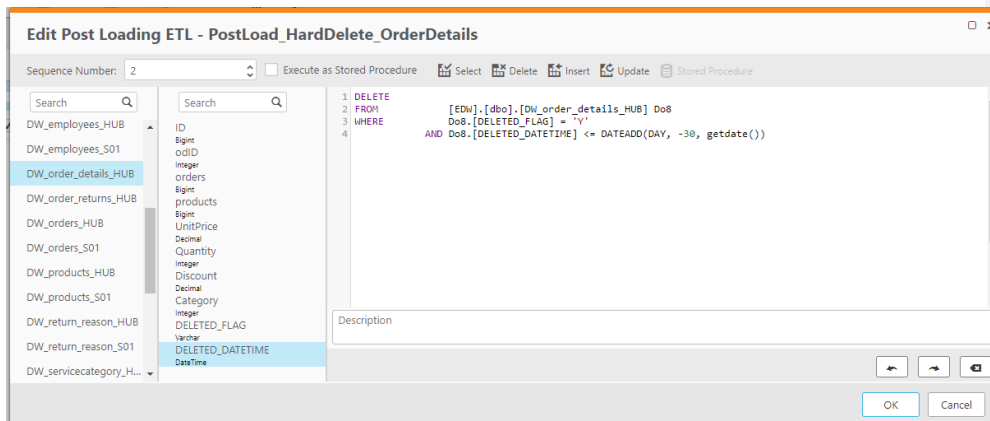 Edit Post Loading ETL - PostLoad_HardDelete_OrderDetails
Sequence Number: 2 Execute as Stored Procedure Select Delete Insert Update Stored Procedure
Search
DW_employees_HUB
DW_employees_S01
DW_order_details_HUB
DW_order_returns_HUB
DW_orders_HUB
DW_orders_S01
DW_products_HUB
DW_products_S01
DW_return_reason_HUB
DW_return_reason_S01
DW_servicecategory_H...
Search
ID
Bigint
odID
Integer
orders
Bigint
products
Bigint
UnitPrice
Decimal
Quantity
Integer
Discount
Decimal
Category
Integer
DELETED_FLAG
Varchar
DELETED_DATETIME
DateTime
1 DELETE
2 FROM [EDW].[dbo].[DW_order_details_HUB] Do8
3 WHERE Do8.[DELETED_FLAG] = 'Y'
4 AND Do8.[DELETED_DATETIME] <= DATEADD(DAY, -30, getdate())
Description
OK Cancel